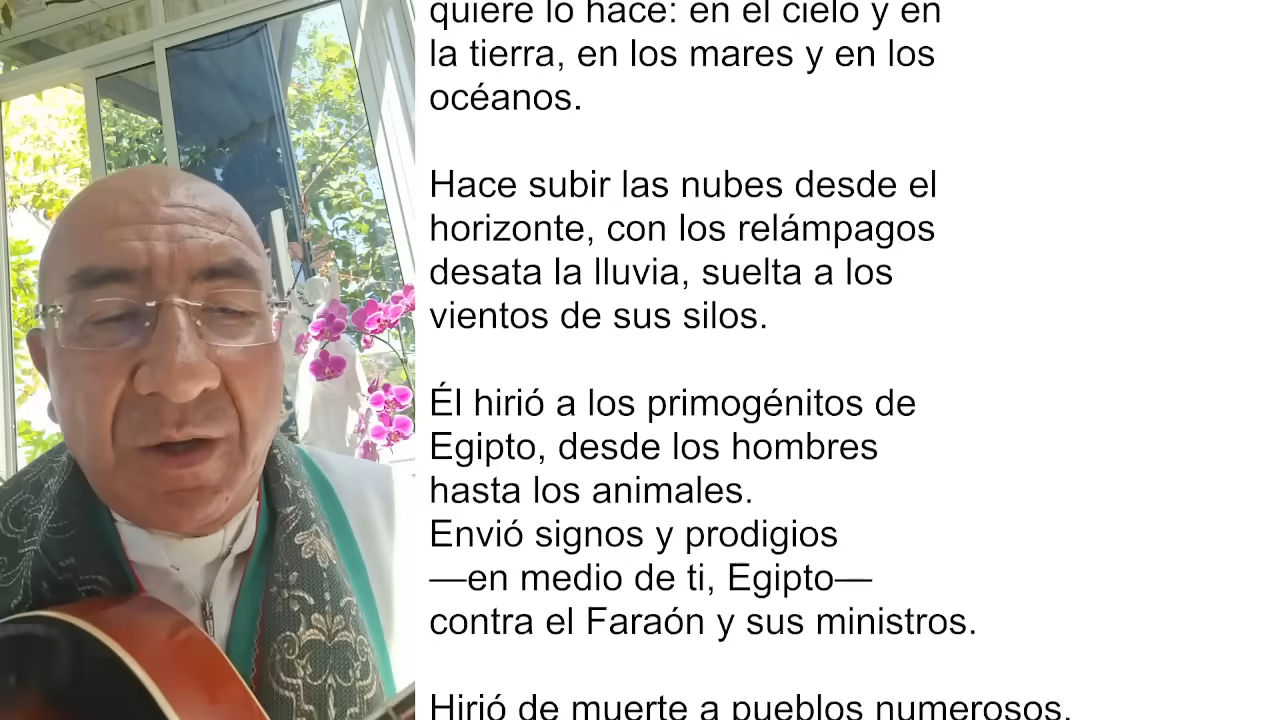 quiere lo hace: en el cielo y en
la tierra, en los mares y en los
océanos.
Hace subir las nubes desde el
horizonte, con los relámpagos
desata la lluvia, suelta a los
vientos de sus silos.
Él hirió a los primogénitos de
Egipto, desde los hombres
hasta los animales.
Envió signos y prodigios
—en medio de ti, Egipto—
contra el Faraón y sus ministros.
Hirió de muerte a pueblos numerosos.